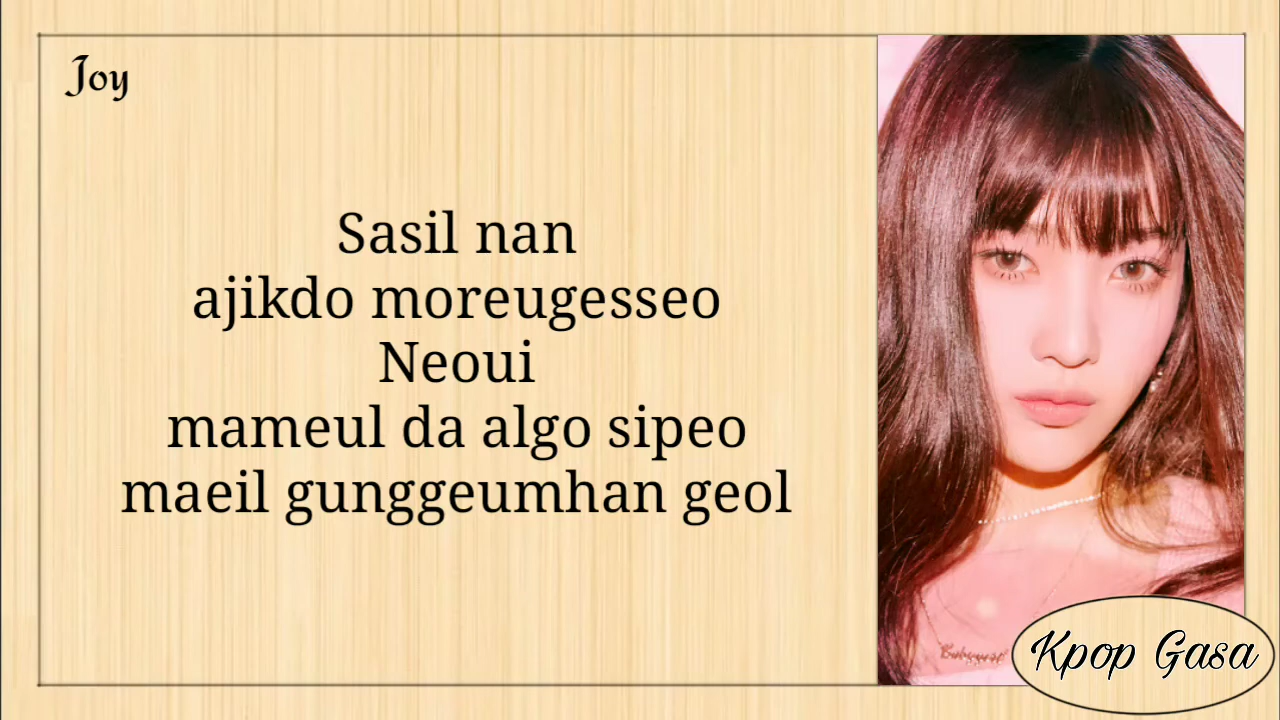 Joy
Sasil nan
ajikdo moreugesseo
Neoui
mameul da algo sipeo
maeil gunggeumhan geol
Kpop Gasa